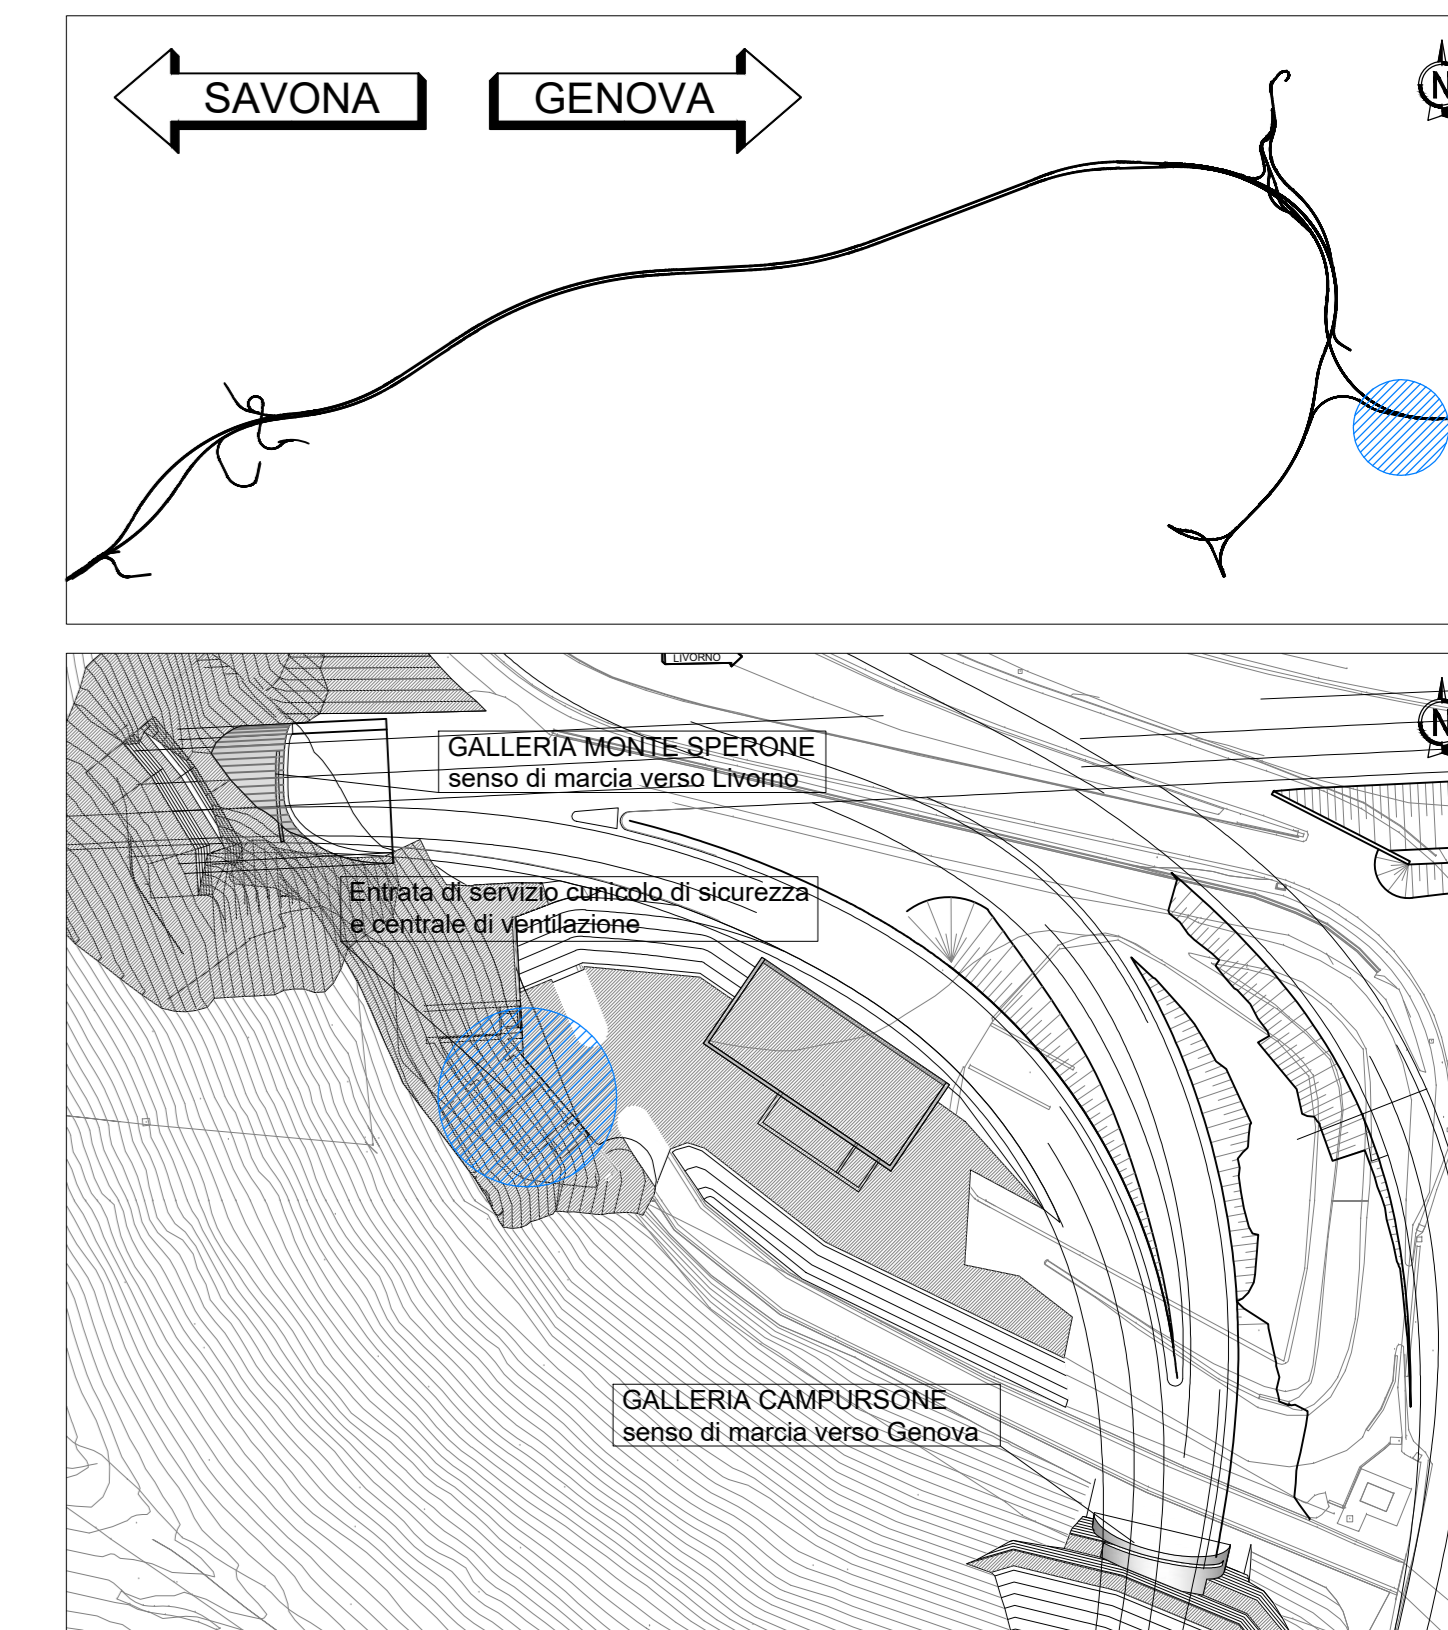 SAVONA
GENOVA
N
LIVORNO
N
GALLERIA MONTE SPERONE
senso di marcia verso Livorno
Entrata di servizio cunicolo di sicurezza
e centrale di ventilazione
GALLERIA CAMPURSONE
senso di marcia verso Genova